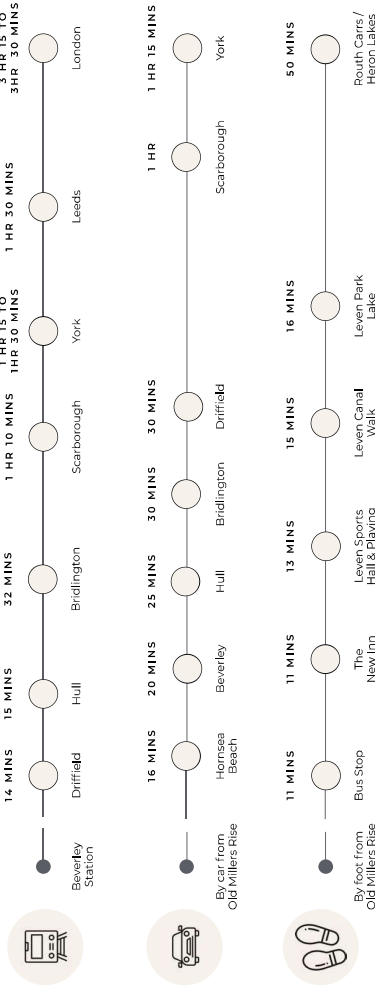 Beverley
Station
14 MINS
Driffield
15 MINS
Hull
32 MINS
Bridlington
1 HR 10 MINS
Scarborough
1 HR 15 TO
1HR 30 MINS
York
1 HR 30 MINS
Leeds
3 HR 15 TO
3HR 30 MINS
London
By car from
Old Millers Rise
16 MINS
Hornsea
Beach
20 MINS
Beverley
25 MINS
Hull
30 MINS
Bridlington
30 MINS
Driffield
1 HR
Scarborough
1 HR 15 MINS
York
By foot from
Old Millers Rise
11 MINS
Bus Stop
11 MINS
The
New Inn
13 MINS
Leven Sports
Hall & Playing
15 MINS
Leven Canal
Walk
16 MINS
Leven Park
Lake
50 MINS
Routh Carrs /
Heron Lakes